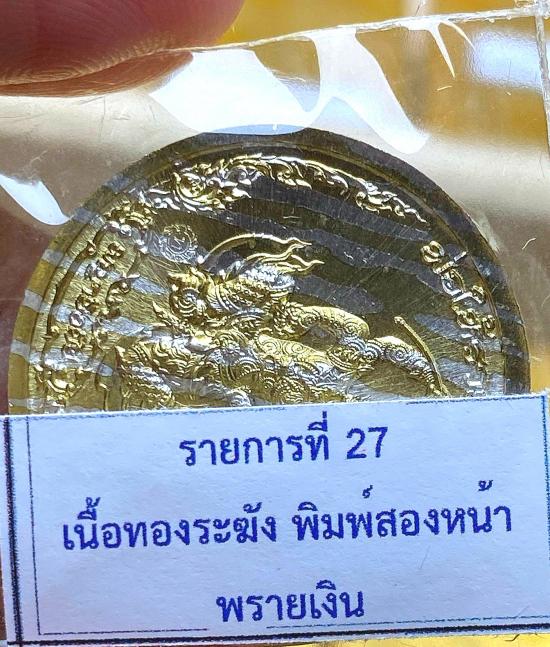 รายการที่ 27
เนื้อทองระฆัง พิมพ์สองหน้า
พรายเงิน